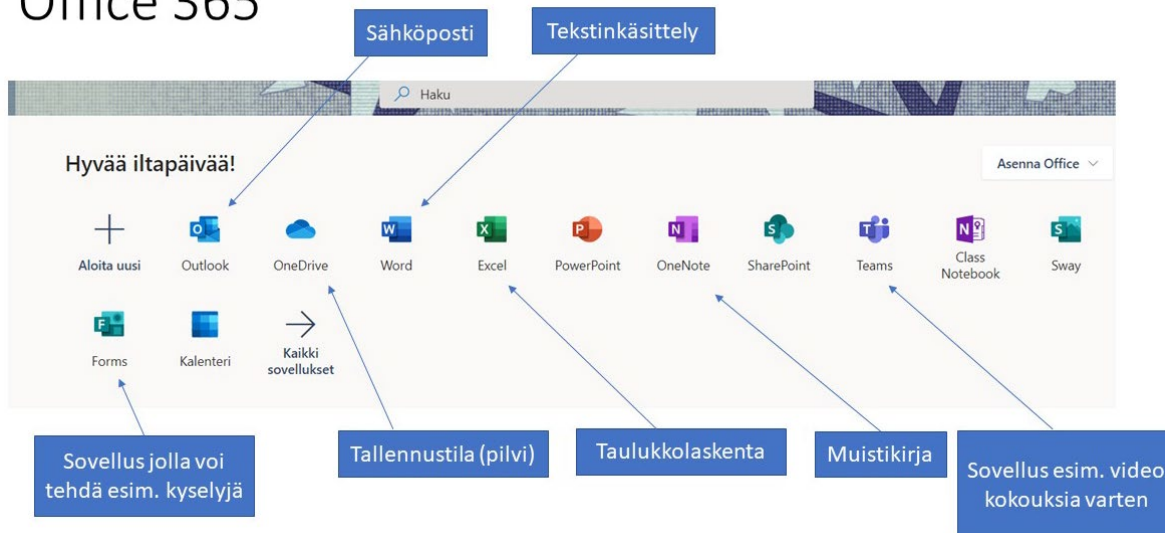 Office 365
Sähköposti
Tekstinkäsittely
Haku
Hyvää iltapäivää!
Asenna Office
Aloita uusi
Outlook
OneDrive
Word
Excel
PowerPoint
OneNote
SharePoint
Teams
Class
Notebook
Sway
Forms
Kalenteri
Kaikki
sovellukset
Sovellus jolla voi
tehdä esim. kyselyjä
Tallennustila (pilvi)
Taulukkolaskenta
Muistikirja
Sovellus esim. video
kokouksia varten